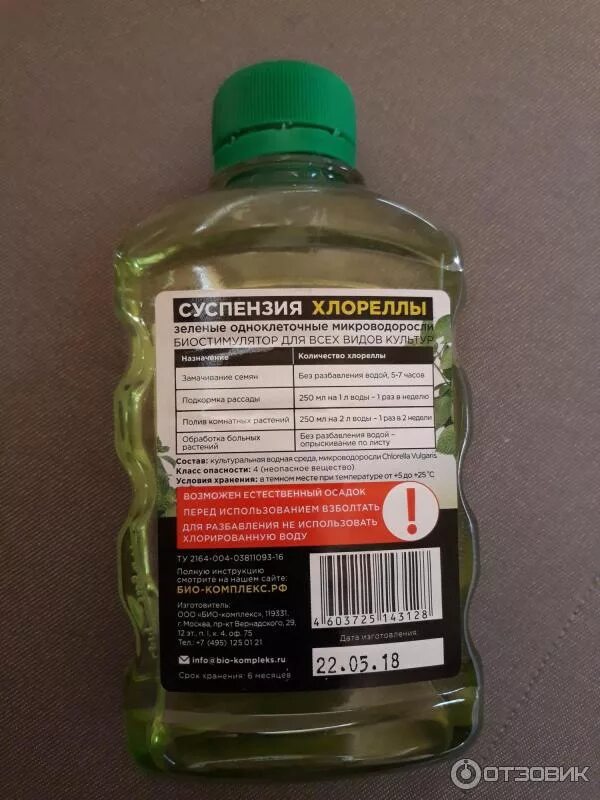 СУСПЕНЗИЯ ХЛОРЕЛЛЫ
зеленые одноклеточные микроводоросли
БИОСТИМУЛЯТОР ДЛЯ ВСЕХ ВИДОВ КУЛЬТУР
Назначение Количество хлореллы
Замачивание семян Без разбавления водой, 5-7 часов
Подкормка рассады 250 мл на 1 л воды – 1 раз в неделю
Полив комнатных растений 250 мл на 2 л воды – 1 раз в 2 недели
Обработка больных Без разбавления водой –
растений опрыскивание по листу
Состав: культуральная водная среда, микроводоросли Chlorella Vulgaris
Класс опасности: 4 (неопасное вещество)
Условия хранения: в темном месте при температуре от +5 до +25 °С
ВОЗМОЖЕН ЕСТЕСТВЕННЫЙ ОСАДОК
ПЕРЕД ИСПОЛЬЗОВАНИЕМ ВЗБОЛТАТЬ
ДЛЯ РАЗБАВЛЕНИЯ НЕ ИСПОЛЬЗОВАТЬ
ХЛОРИРОВАННУЮ ВОДУ
!
ТУ 2164-004-03811093-16
Полную инструкцию
смотрите на нашем сайте:
БИО-КОМПЛЕКС.РФ
Изготовитель:
ООО «БИО-комплекс», 119331,
г. Москва, пр-кт Вернадского, 29,
12 эт., п. I, к. 4, оф. 75
Тел.: +7 (495) 125 01 21
info@bio-kompleks.ru
Срок хранения: 6 месяцев
4 603725 143128
Дата изготовления:
22.05.18
ОТЗОВИК